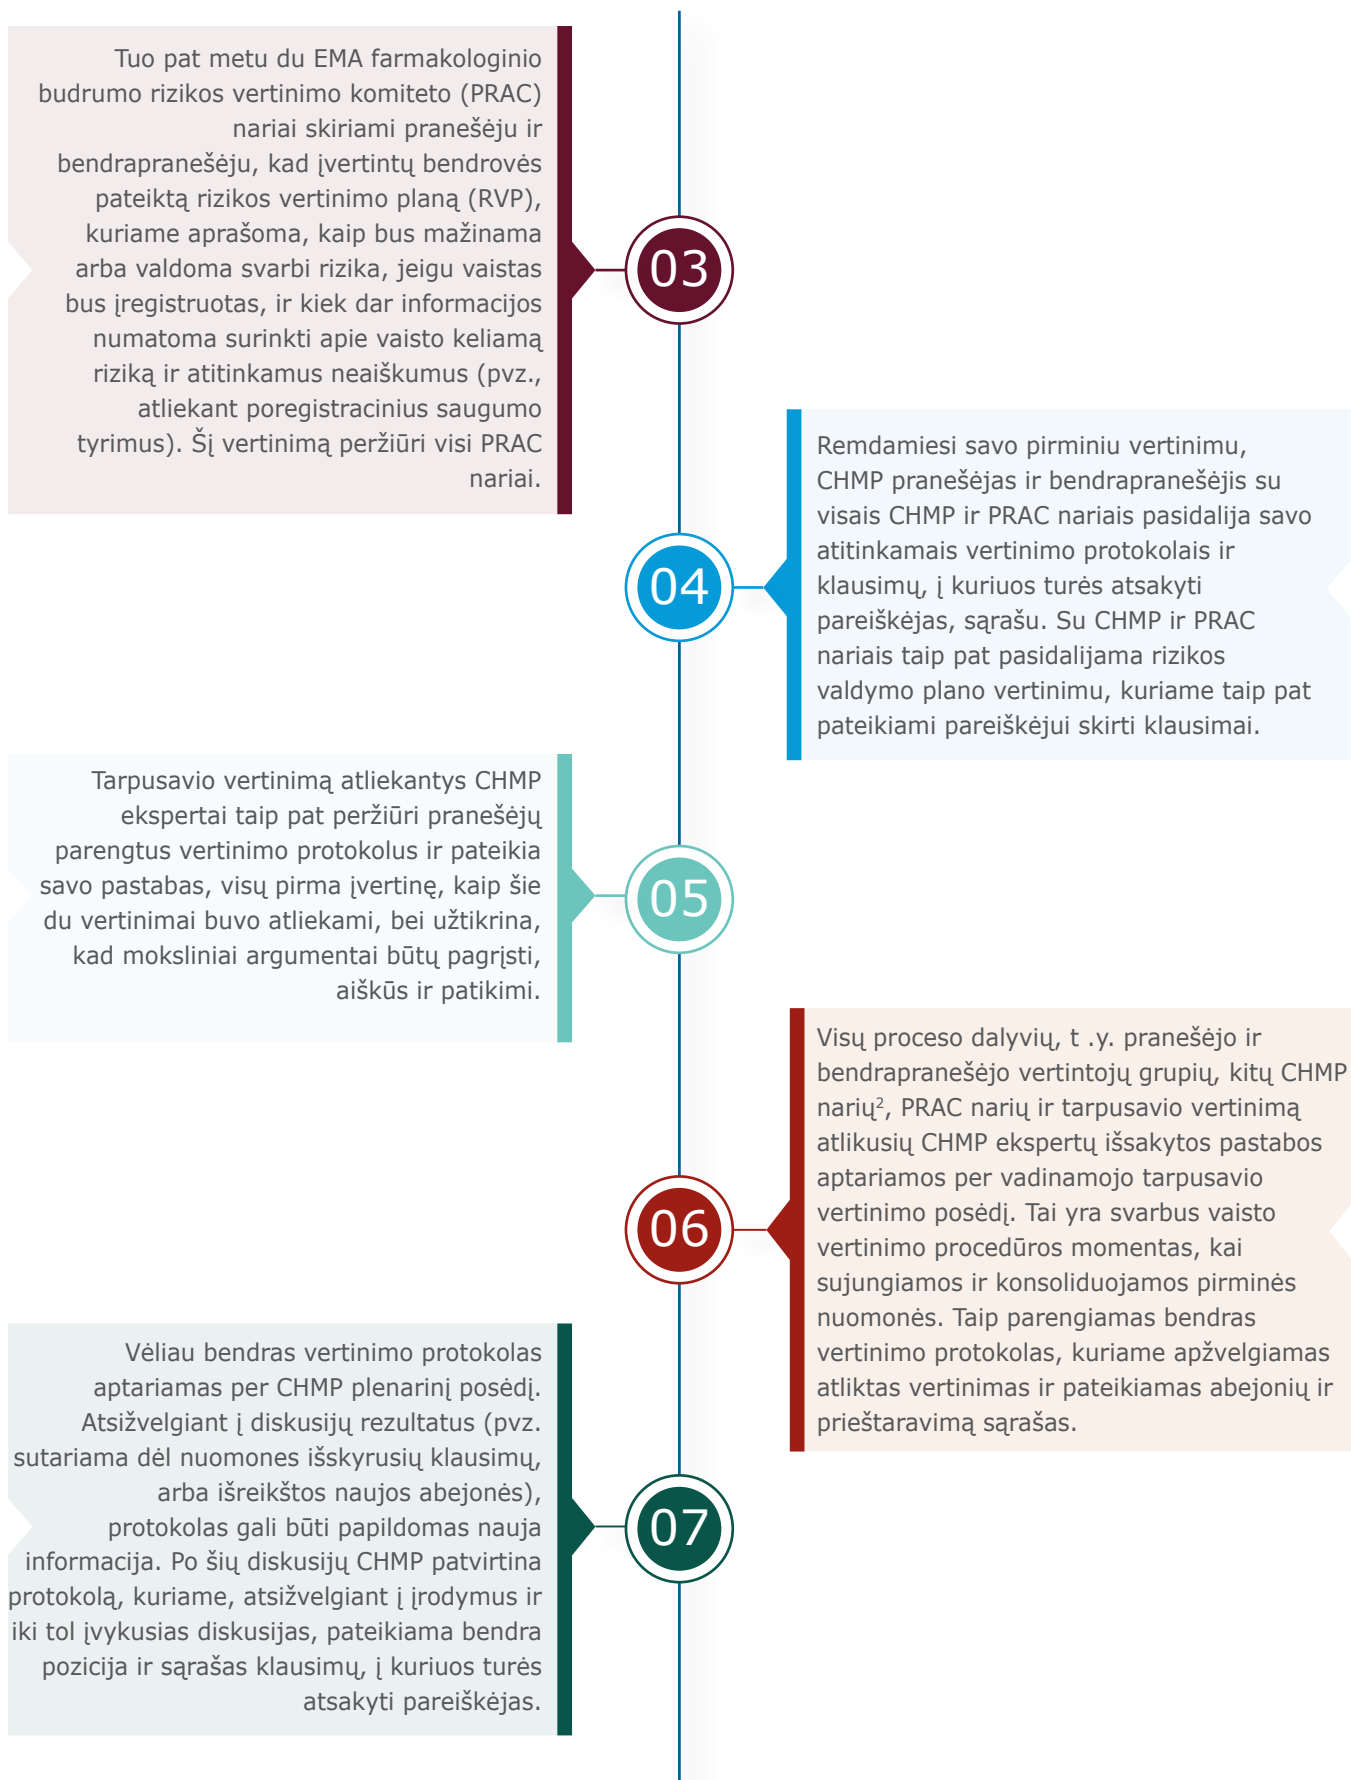 Tuo pat metu du EMA farmakologinio
budrumo rizikos vertinimo komiteto (PRAC)
nariai skiriami pranešėju ir
bendrapranešėju, kad įvertintų bendrovės
pateiktą rizikos vertinimo planą (RVP),
kuriame aprašoma, kaip bus mažinama
arba valdoma svarbi rizika, jeigu vaistas
bus įregistruotas, ir kiek dar informacijos
numatoma surinkti apie vaisto keliamą
riziką ir atitinkamus neaiškumus (pvz.,
atliekant poregistracinius saugumo
tyrimus). Šį vertinimą peržiūri visi PRAC
nariai.
03
Remdamiesi savo pirminiu vertinimu,
CHMP pranešėjas ir bendrapranešėjis su
visais CHMP ir PRAC nariais pasidalija savo
atitinkamais vertinimo protokolais ir
klausimų, į kuriuos turės atsakyti
pareiškėjas, sąrašu. Su CHMP ir PRAC
nariais taip pat pasidalijama rizikos
valdymo plano vertinimu, kuriame taip pat
pateikiami pareiškėjui skirti klausimai.
04
Tarpusavio vertinimą atliekantys CHMP
ekspertai taip pat peržiūri pranešėjų
parengtus vertinimo protokolus ir pateikia
savo pastabas, visų pirma įvertinę, kaip šie
du vertinimai buvo atliekami, bei užtikrina,
kad moksliniai argumentai būtų pagrįsti,
aiškūs ir patikimi.
05
Visų proceso dalyvių, t .y. pranešėjo ir
bendrapranešėjo vertintojų grupių, kitų CHMP
narių², PRAC narių ir tarpusavio vertinimą
atlikusių CHMP ekspertų išsakytos pastabos
aptariamos per vadinamojo tarpusavio
vertinimo posėdį. Tai yra svarbus vaisto
vertinimo procedūros momentas, kai
sujungiamos ir konsoliduojamos pirminės
nuomonės. Taip parengiamas bendras
vertinimo protokolas, kuriame apžvelgiamas
atliktas vertinimas ir pateikiamas abejonių ir
prieštaravimą sąrašas.
06
Vėliau bendras vertinimo protokolas
aptariamas per CHMP plenarinį posėdį.
Atsižvelgiant į diskusijų rezultatus (pvz.
sutariama dėl nuomones išskyrusių klausimų,
arba išreikštos naujos abejonės),
protokolas gali būti papildomas nauja
informacija. Po šių diskusijų CHMP patvirtina
protokolą, kuriame, atsižvelgiant į įrodymus ir
iki tol įvykusias diskusijas, pateikiama bendra
pozicija ir sąrašas klausimų, į kuriuos turės
atsakyti pareiškėjas.
07